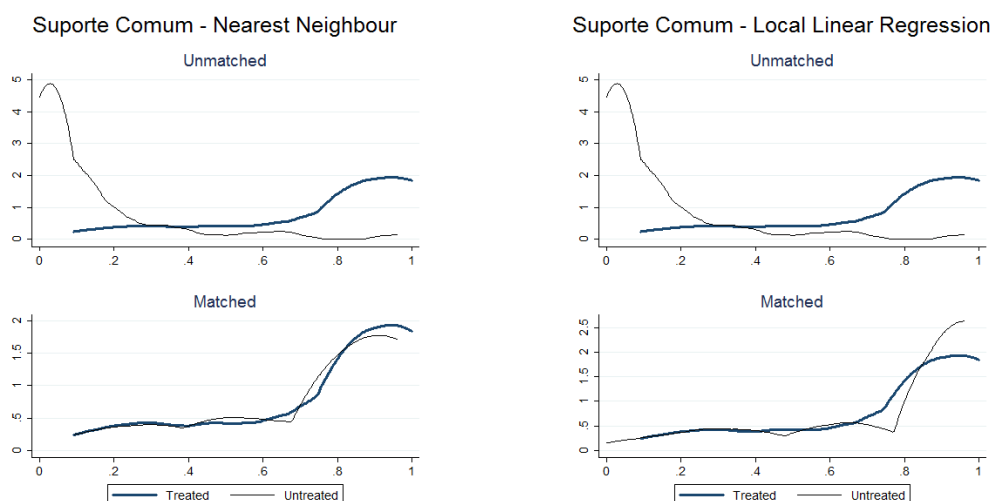 Suporte Comum - Nearest Neighbour
Unmatched
5
4
3
2
1
0
0 .2 .4 .6 .8 1
Matched
2
1.5
1
.5
0
0 .2 .4 .6 .8 1
Treated Untreated
Suporte Comum - Local Linear Regression
Unmatched
5
4
3
2
1
0
0 .2 .4 .6 .8 1
Matched
2.5
2
1.5
1
.5
0
0 .2 .4 .6 .8 1
Treated Untreated